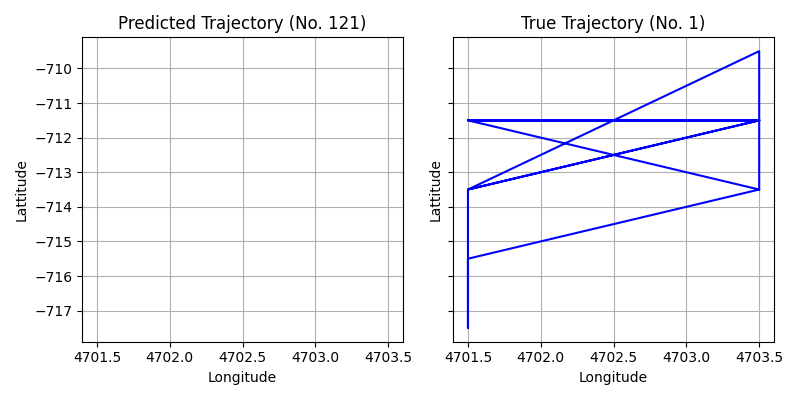 Predicted Trajectory (No. 121)
Lattitude
−710
−711
−712
−713
−714
−715
−716
−717
4701.5 4702.0 4702.5 4703.0 4703.5
Longitude
True Trajectory (No. 1)
Lattitude
4701.5 4702.0 4702.5 4703.0 4703.5
Longitude